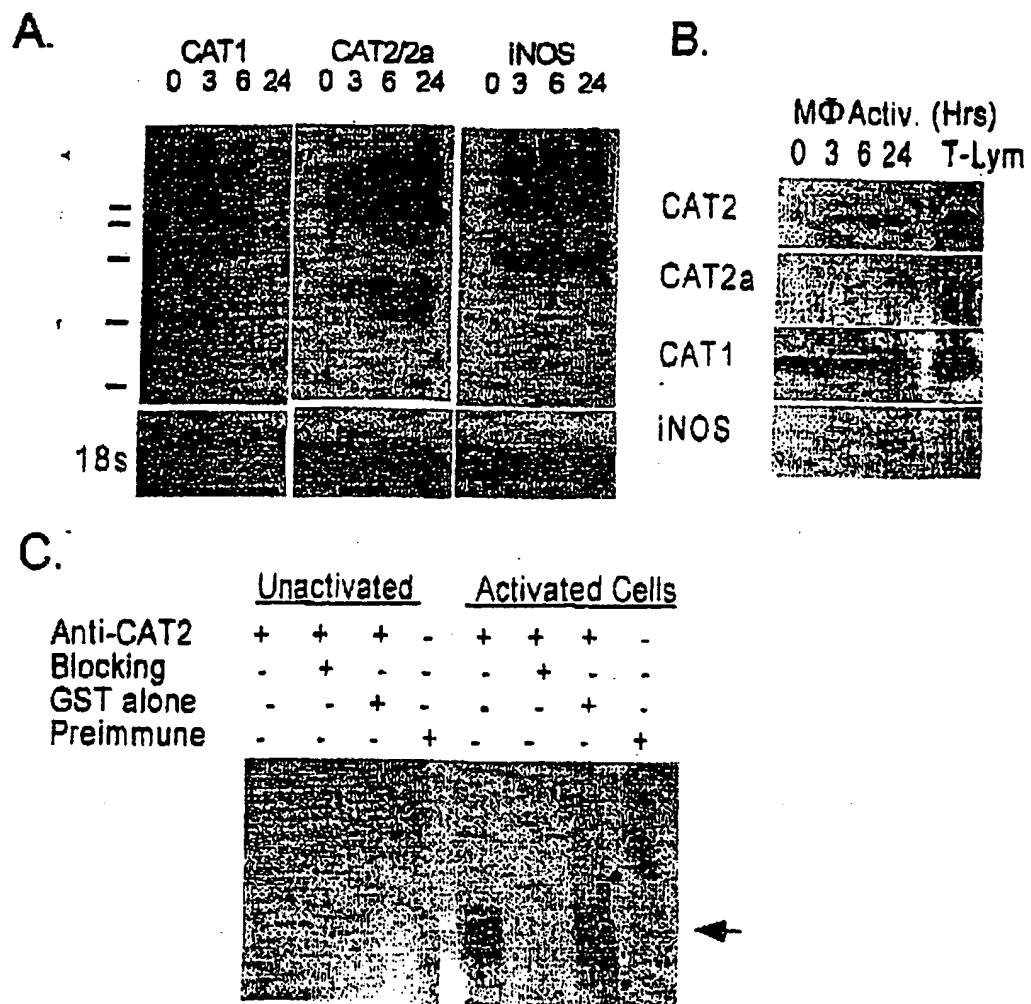 A.
CAT1 CAT2/2a iNOS
0 3 6 24 0 3 6 24 0 3 6 24
18s
B.
MΦ Activ. (Hrs)
0 3 6 24 T-Lym
CAT2
CAT2a
CAT1
iNOS
C.
Unactivated Activated Cells
Anti-CAT2 + + + - + + + -
Blocking - + - - - + - -
GST alone - - + - - - + -
Preimmune - - - + - - - +